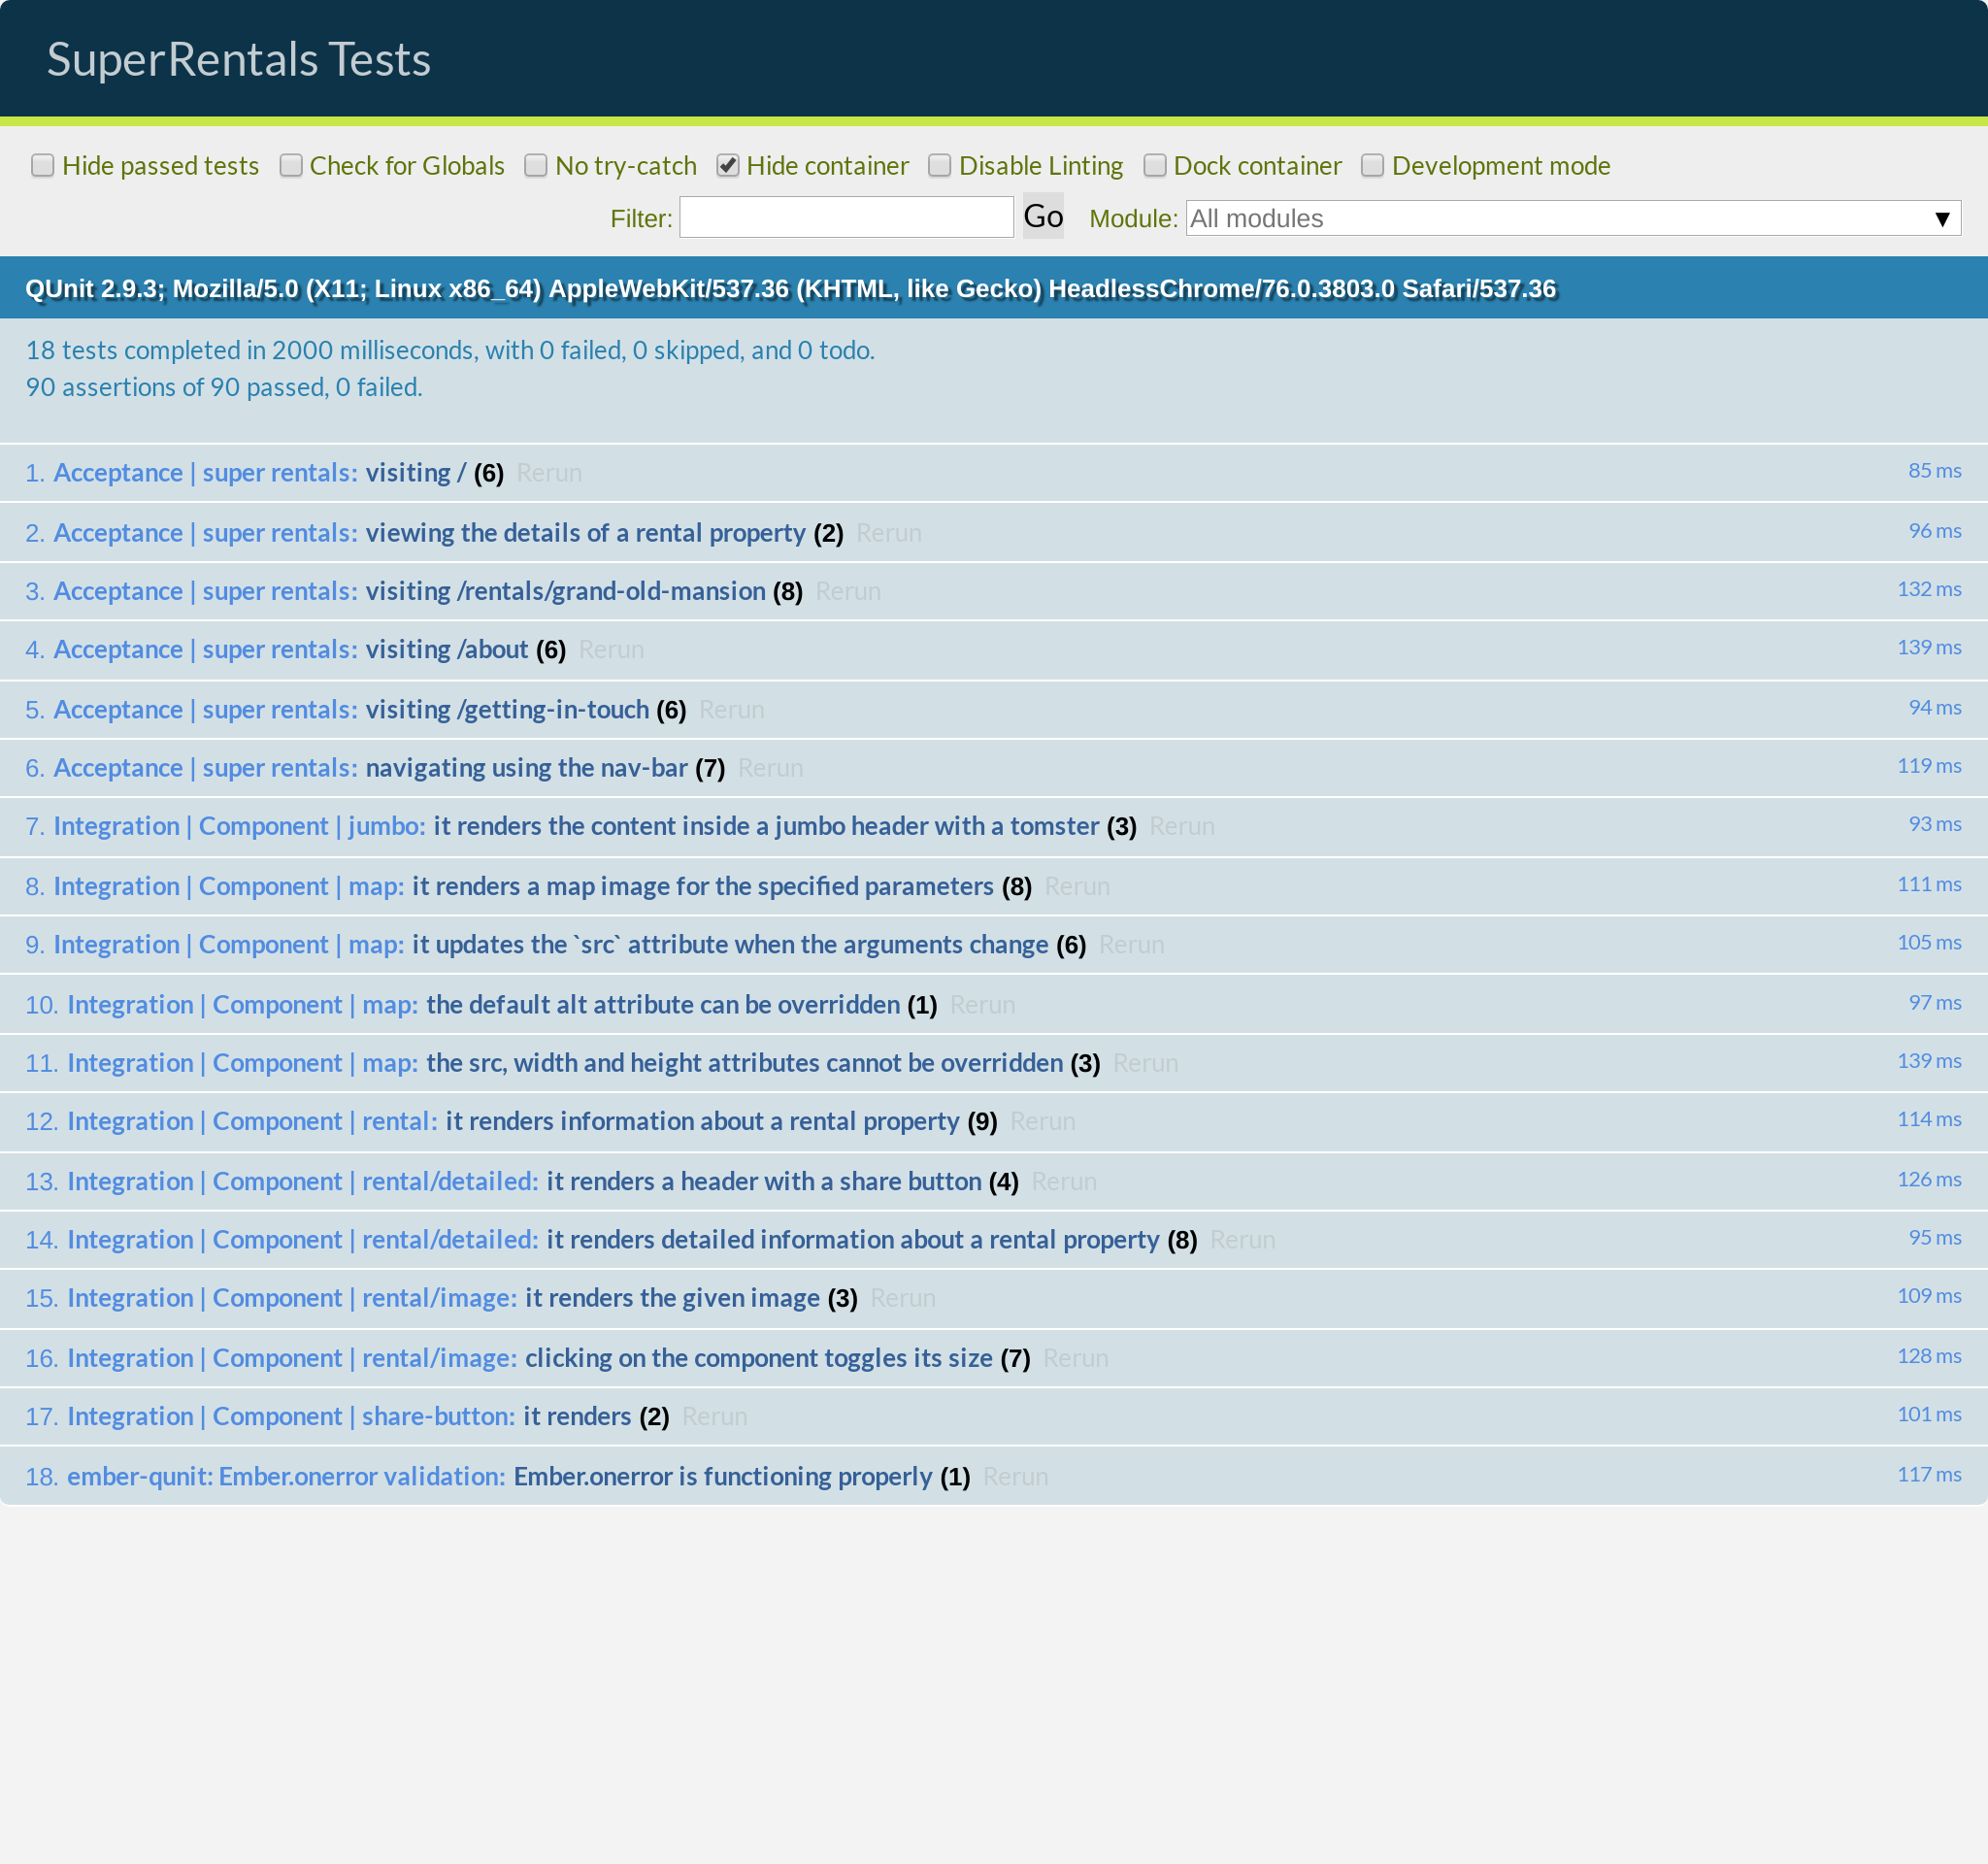 SuperRentals Tests
Hide passed tests Check for Globals No try-catch Hide container Disable Linting Dock container Development mode
Filter: Go Module: All modules ▼
QUnit 2.9.3; Mozilla/5.0 (X11; Linux x86_64) AppleWebKit/537.36 (KHTML, like Gecko) HeadlessChrome/76.0.3803.0 Safari/537.36
18 tests completed in 2000 milliseconds, with 0 failed, 0 skipped, and 0 todo.
90 assertions of 90 passed, 0 failed.
1. Acceptance | super rentals: visiting / (6) Rerun 85 ms
2. Acceptance | super rentals: viewing the details of a rental property (2) Rerun 96 ms
3. Acceptance | super rentals: visiting /rentals/grand-old-mansion (8) Rerun 132 ms
4. Acceptance | super rentals: visiting /about (6) Rerun 139 ms
5. Acceptance | super rentals: visiting /getting-in-touch (6) Rerun 94 ms
6. Acceptance | super rentals: navigating using the nav-bar (7) Rerun 119 ms
7. Integration | Component | jumbo: it renders the content inside a jumbo header with a tomster (3) Rerun 93 ms
8. Integration | Component | map: it renders a map image for the specified parameters (8) Rerun 111 ms
9. Integration | Component | map: it updates the `src` attribute when the arguments change (6) Rerun 105 ms
10. Integration | Component | map: the default alt attribute can be overridden (1) Rerun 97 ms
11. Integration | Component | map: the src, width and height attributes cannot be overridden (3) Rerun 139 ms
12. Integration | Component | rental: it renders information about a rental property (9) Rerun 114 ms
13. Integration | Component | rental/detailed: it renders a header with a share button (4) Rerun 126 ms
14. Integration | Component | rental/detailed: it renders detailed information about a rental property (8) Rerun 95 ms
15. Integration | Component | rental/image: it renders the given image (3) Rerun 109 ms
16. Integration | Component | rental/image: clicking on the component toggles its size (7) Rerun 128 ms
17. Integration | Component | share-button: it renders (2) Rerun 101 ms
18. ember-qunit: Ember.onerror validation: Ember.onerror is functioning properly (1) Rerun 117 ms